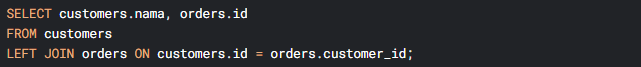 SELECT customers.nama, orders.id
FROM customers
LEFT JOIN orders ON customers.id = orders.customer_id;